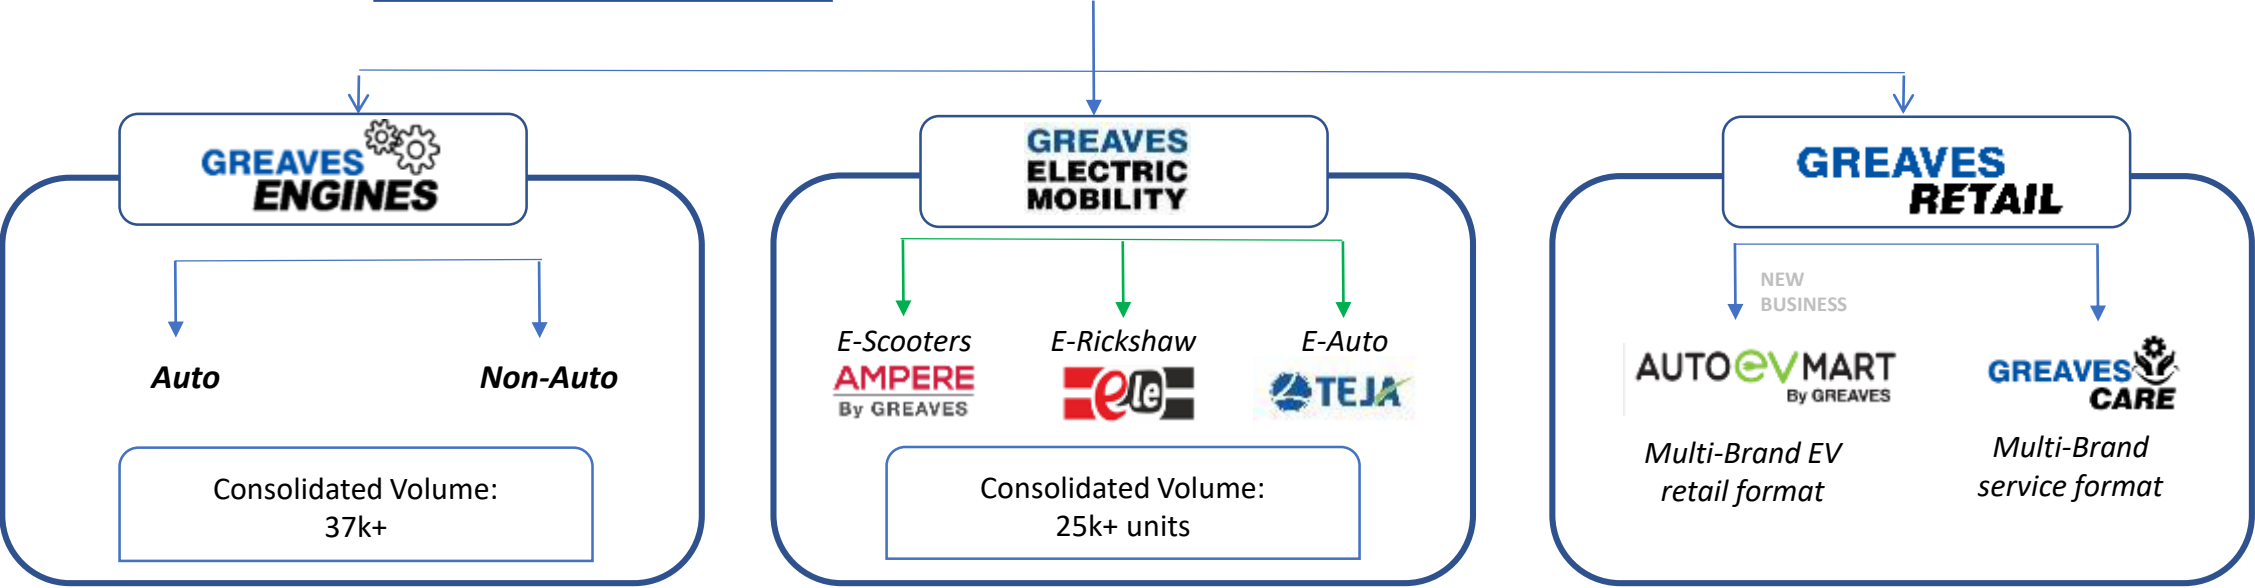 GREAVES
ENGINES
Auto
Non-Auto
Consolidated Volume:
37k+
GREAVES
ELECTRIC
MOBILITY
E-Scooters
AMPERE
By GREAVES
E-Rickshaw
ele
E-Auto
TEJA
Consolidated Volume:
25k+ units
GREAVES
RETAIL
NEW
BUSINESS
AUTOEVMART
By GREAVES
Multi-Brand EV
retail format
GREAVES
CARE
Multi-Brand
service format